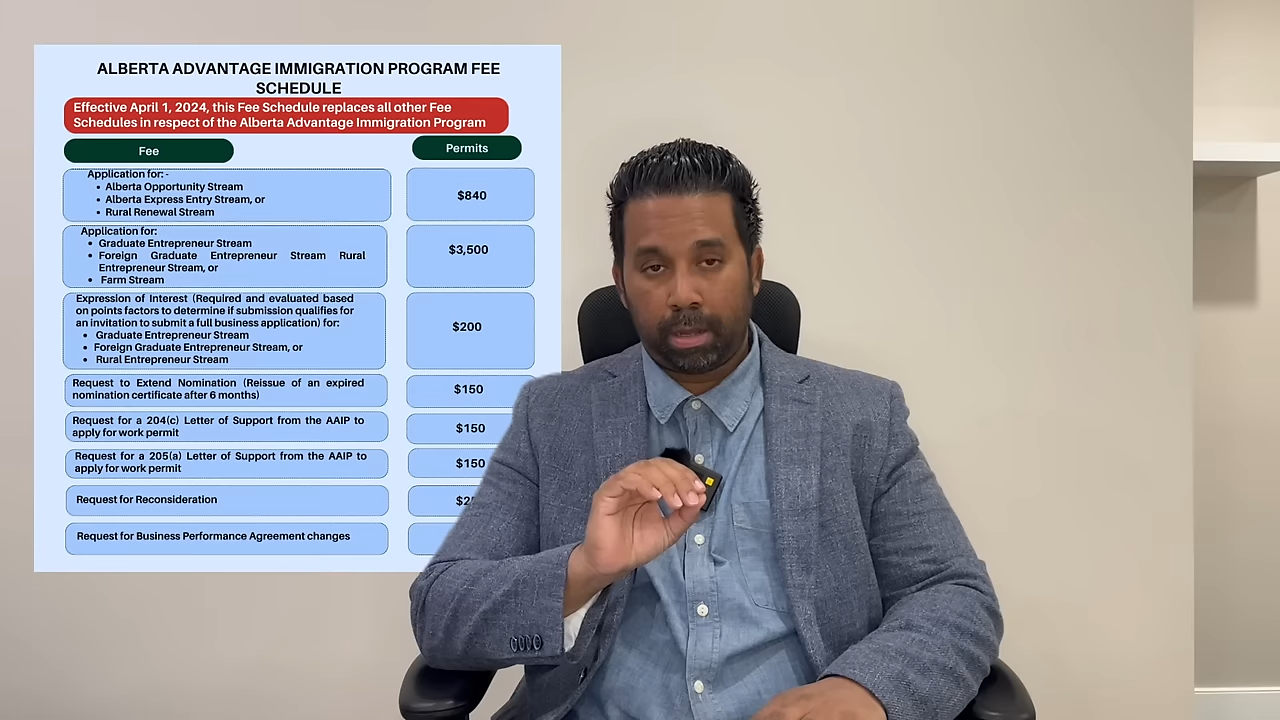 ALBERTA ADVANTAGE IMMIGRATION PROGRAM FEE
SCHEDULE
Effective April 1, 2024, this Fee Schedule replaces all other Fee
Schedules in respect of the Alberta Advantage Immigration Program
Fee
Permits
Application for: -
• Alberta Opportunity Stream
• Alberta Express Entry Stream, or
• Rural Renewal Stream
$840
Application for:
• Graduate Entrepreneur Stream
• Foreign Graduate Entrepreneur Stream Rural
Entrepreneur Stream, or
• Farm Stream
$3,500
Expression of Interest (Required and evaluated based
on points factors to determine if submission qualifies for
an invitation to submit a full business application) for:
• Graduate Entrepreneur Stream
• Foreign Graduate Entrepreneur Stream, or
• Rural Entrepreneur Stream
$200
Request to Extend Nomination (Reissue of an expired
nomination certificate after 6 months)
$150
Request for a 204(c) Letter of Support from the AAIP to
apply for work permit
$150
Request for a 205(a) Letter of Support from the AAIP to
apply for work permit
$150
Request for Reconsideration
Request for Business Performance Agreement changes